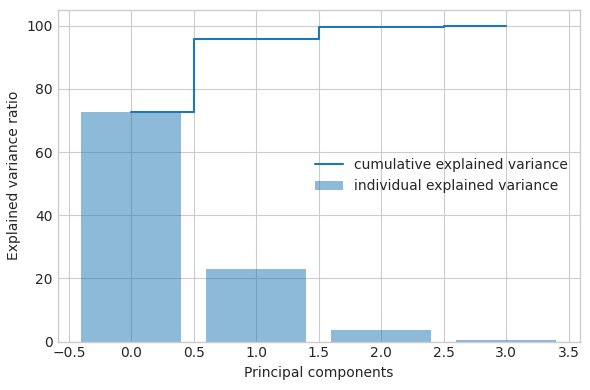 Explained variance ratio
100
80
60
40
20
0
cumulative explained variance
individual explained variance
−0.5 0.0 0.5 1.0 1.5 2.0 2.5 3.0 3.5
Principal components